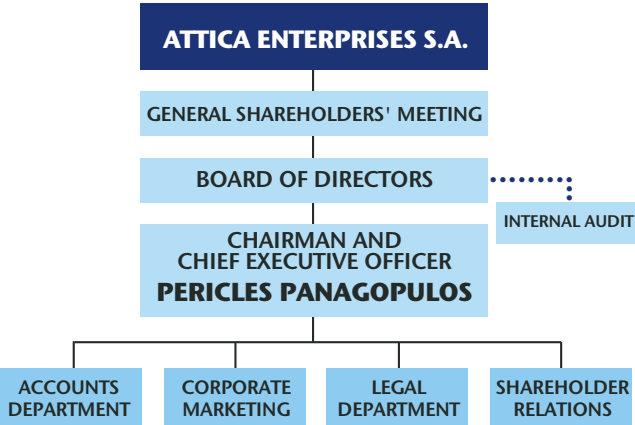 ATTICA ENTERPRISES S.A.
GENERAL SHAREHOLDERS' MEETING
BOARD OF DIRECTORS
INTERNAL AUDIT
CHAIRMAN AND
CHIEF EXECUTIVE OFFICER
PERICLES PANAGOPULOS
ACCOUNTS
DEPARTMENT
CORPORATE
MARKETING
LEGAL
DEPARTMENT
SHAREHOLDER
RELATIONS